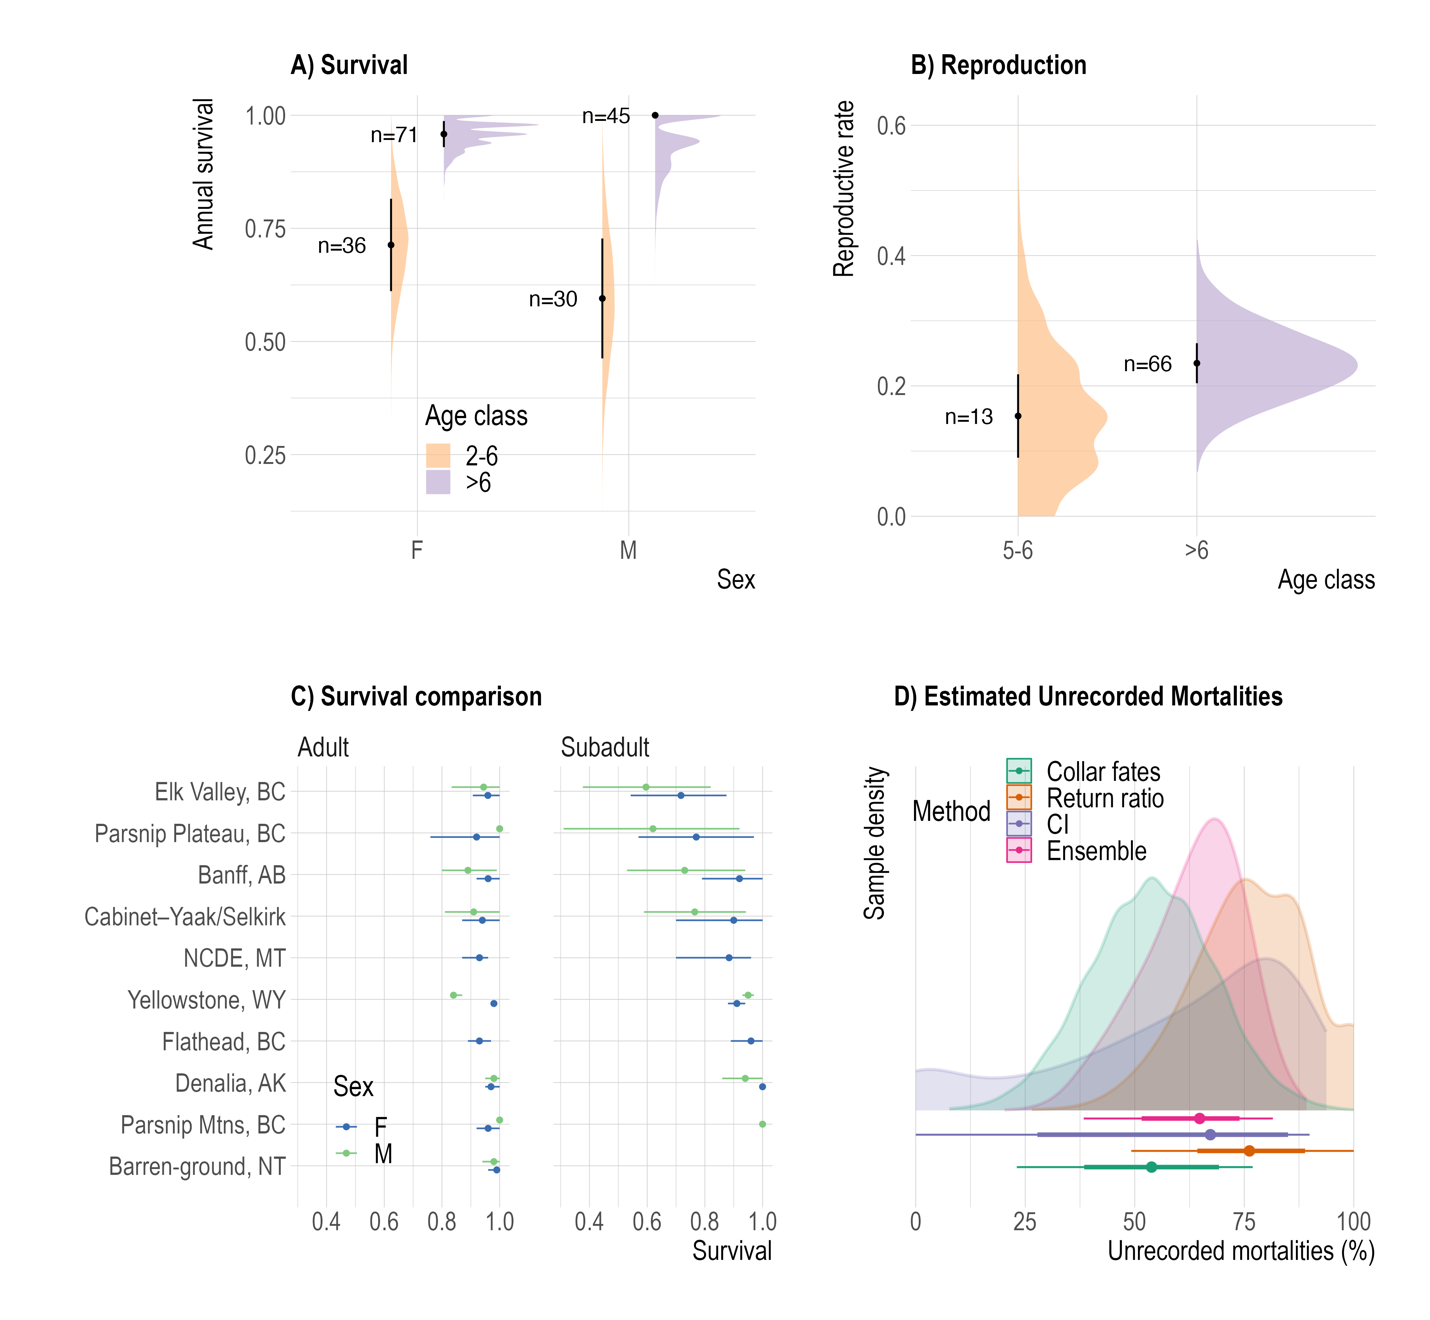 A) Survival
Annual survival
1.00
0.75
0.50
0.25
n=71
n=45
n=36
n=30
Age class
2-6
>6
F
M
Sex
B) Reproduction
Reproductive rate
0.6
0.4
0.2
0.0
n=13
n=66
5-6
>6
Age class
C) Survival comparison
Adult
Subadult
Elk Valley, BC
Parsnip Plateau, BC
Banff, AB
Cabinet–Yaak/Selkirk
NCDE, MT
Yellowstone, WY
Flathead, BC
Denalia, AK
Parsnip Mtns, BC
Barren-ground, NT
Sex
F
M
0.4 0.6 0.8 1.0
0.4 0.6 0.8 1.0
Survival
D) Estimated Unrecorded Mortalities
Sample density
Method
Collar fates
Return ratio
CI
Ensemble
0 25 50 75 100
Unrecorded mortalities (%)